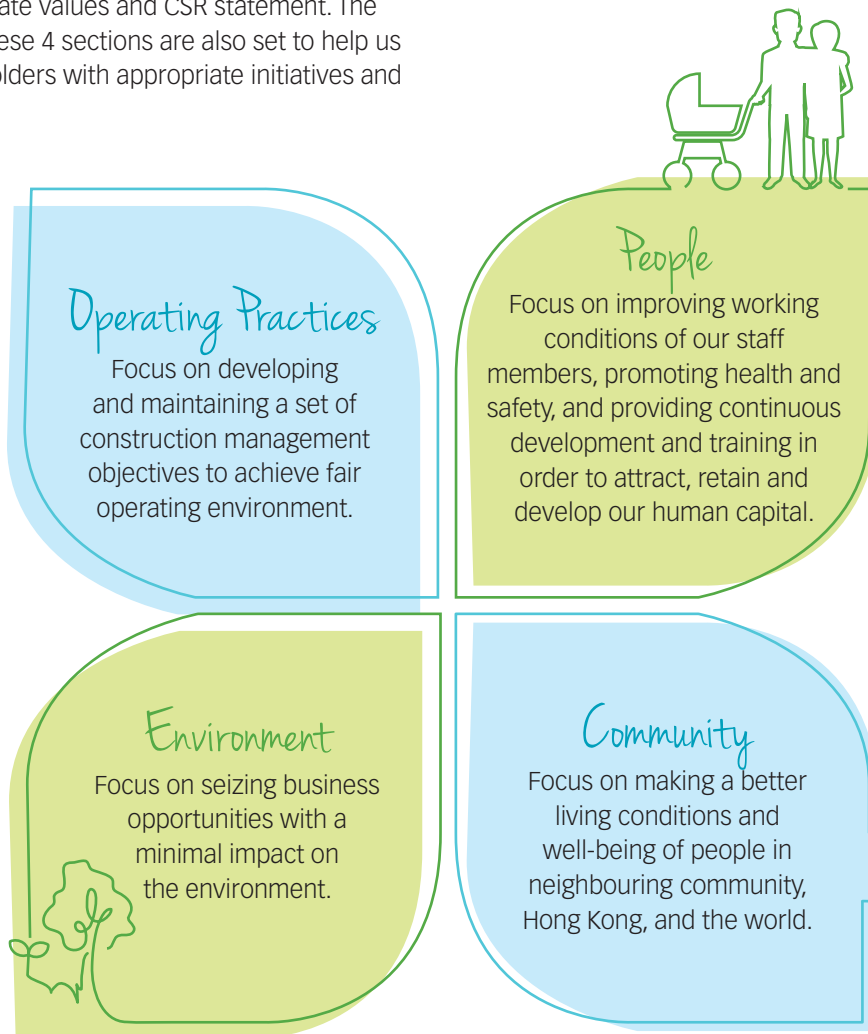 ate values and CSR statement. The
ese 4 sections are also set to help us
olders with appropriate initiatives and
Operating Practices
Focus on developing
and maintaining a set of
construction management
objectives to achieve fair
operating environment.
People
Focus on improving working
conditions of our staff
members, promoting health and
safety, and providing continuous
development and training in
order to attract, retain and
develop our human capital.
Environment
Focus on seizing business
opportunities with a
minimal impact on
the environment.
Community
Focus on making a better
living conditions and
well-being of people in
neighbouring community,
Hong Kong, and the world.